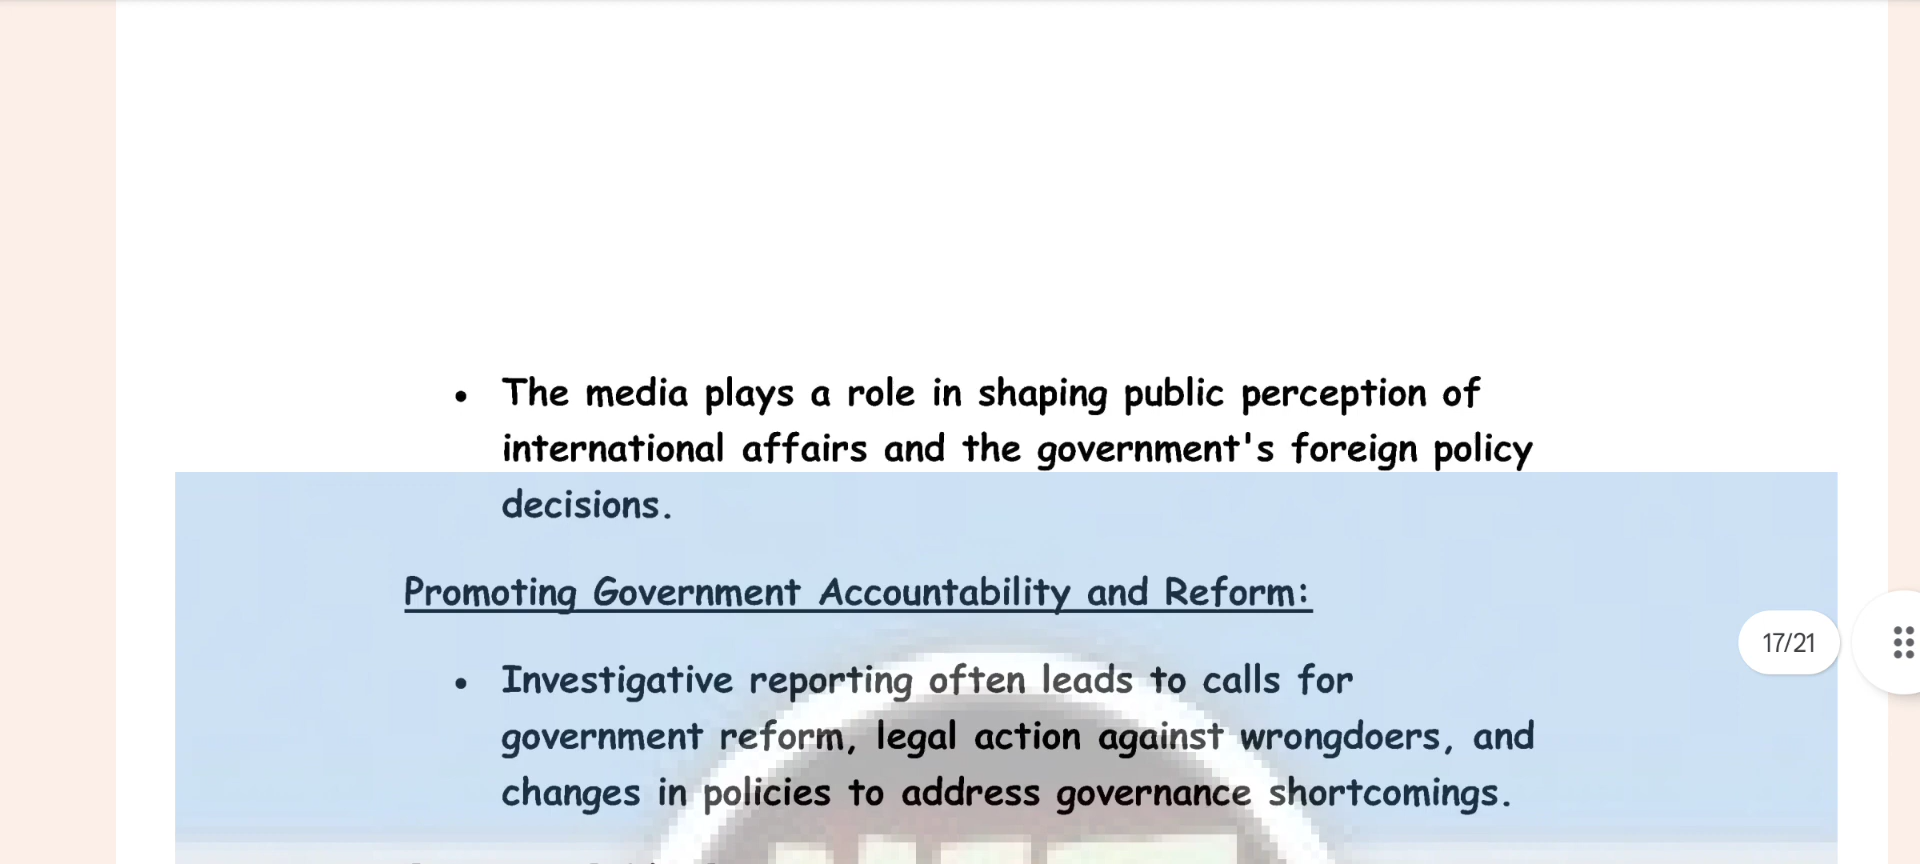 • The media plays a role in shaping public perception of
international affairs and the government's foreign policy
decisions.
Promoting Government Accountability and Reform:
• Investigative reporting often leads to calls for
government reform, legal action against wrongdoers, and
changes in policies to address governance shortcomings.
17/21